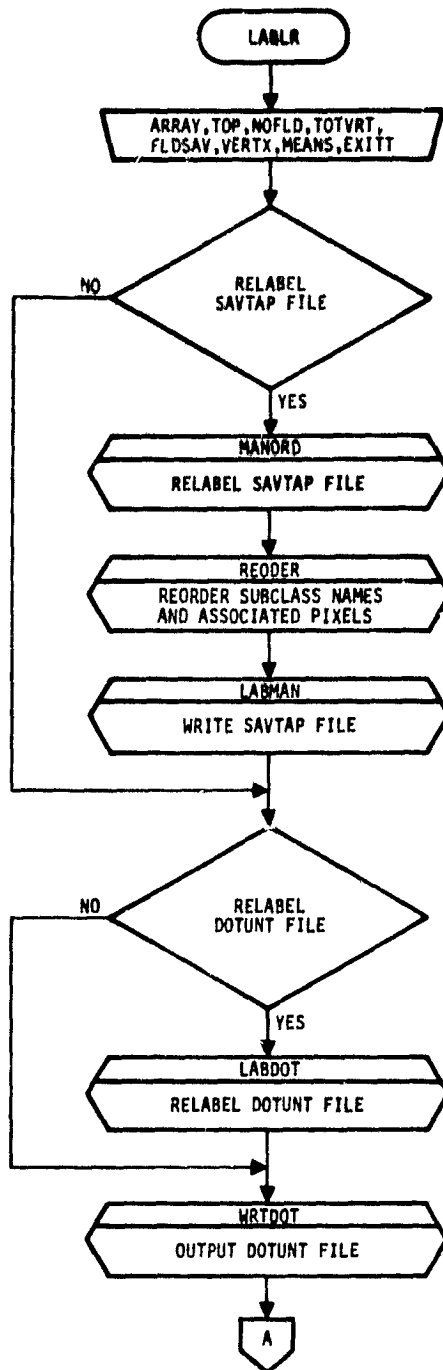 LABLR
ARRAY,TOP,NOFLD,TOTVRT,
FLDSAV,VERTX,MEANS,EXITT
RELABEL
SAVTAP FILE
NO
YES
MANORD
RELABEL SAVTAP FILE
REODER
REORDER SUBCLASS NAMES
AND ASSOCIATED PIXELS
LABMAN
WRITE SAVTAP FILE
RELABEL
DOTUNT FILE
NO
YES
LABDOT
RELABEL DOTUNT FILE
WRTDOT
OUTPUT DOTUNT FILE
A